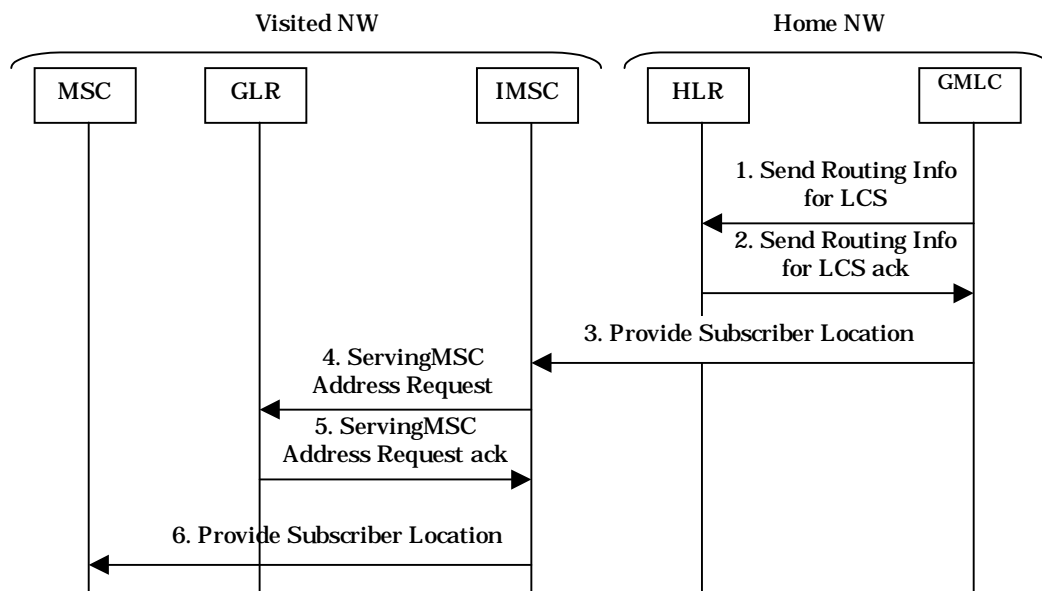 Visited NW
Home NW
MSC
GLR
IMSC
HLR
GMLC
1. Send Routing Info
for LCS
2. Send Routing Info
for LCS ack
3. Provide Subscriber Location
4. ServingMSC
Address Request
5. ServingMSC
Address Request ack
6. Provide Subscriber Location